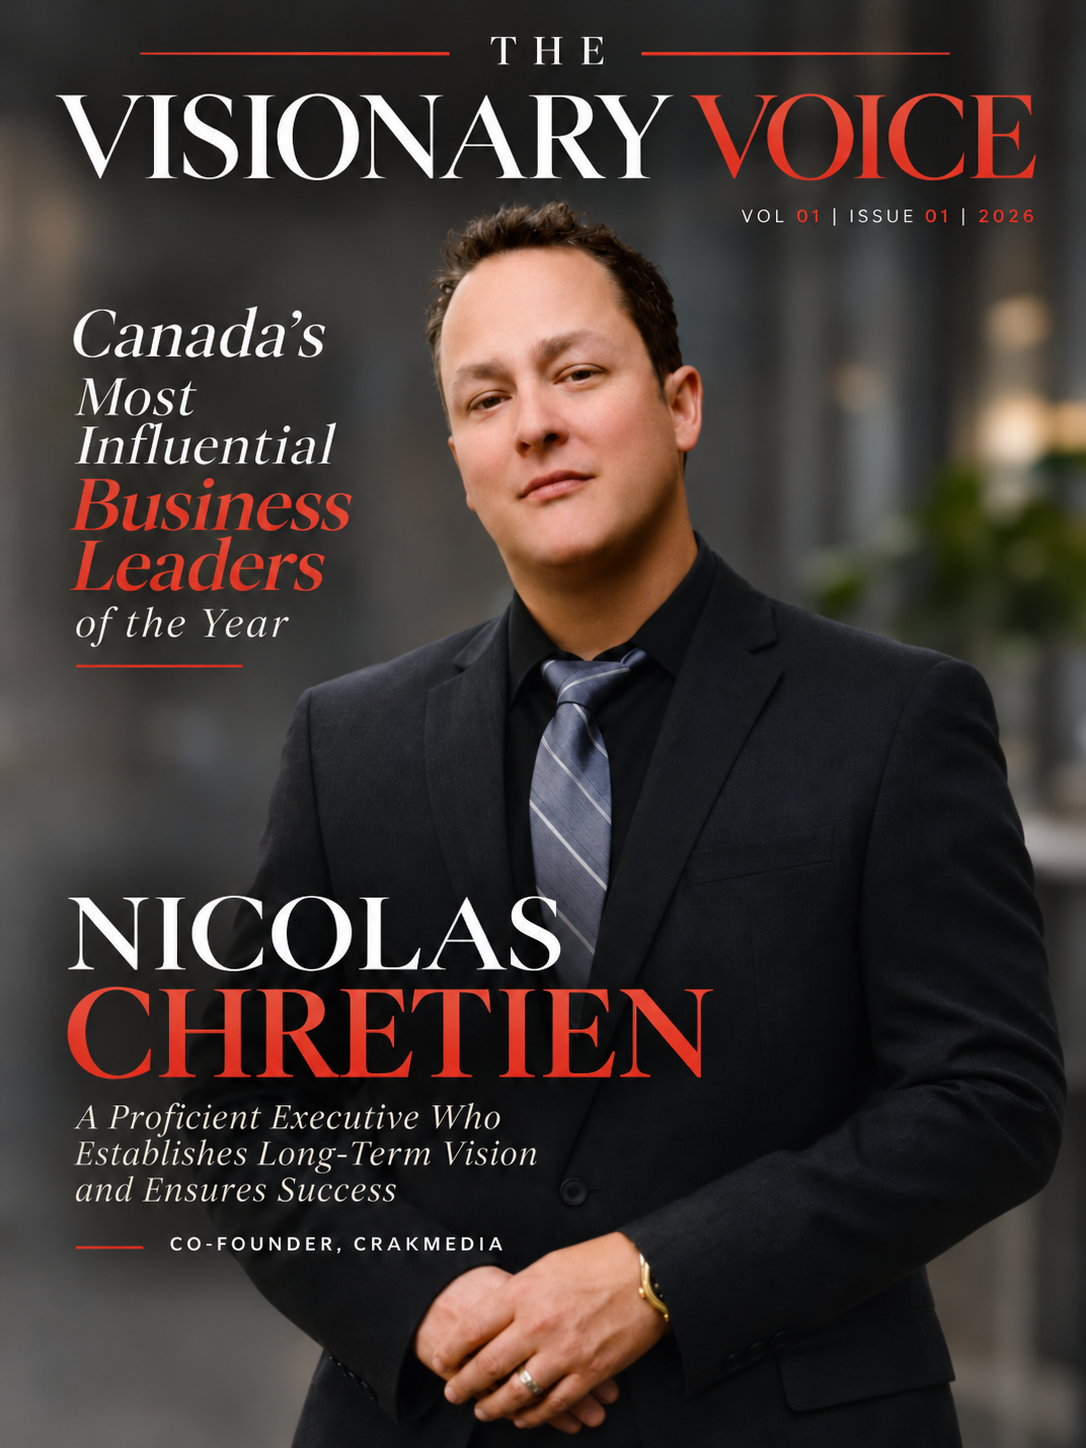 THE
VISIONARY VOICE
VOL 01 | ISSUE 01 | 2026
Canada's
Most
Influential
Business
Leaders
of the Year
NICOLAS
CHRETIEN
A Proficient Executive Who
Establishes Long-Term Vision
and Ensures Success
CO-FOUNDER, CRAKMEDIA